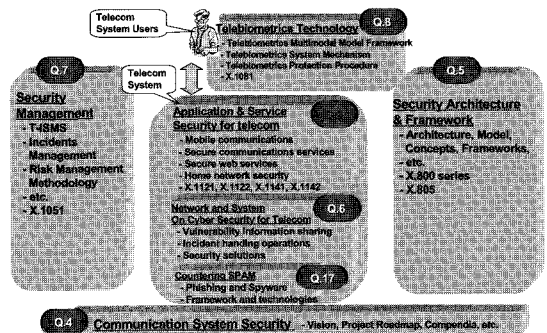 Telecom
System Users
Q.8
Telebiometrics Technology
- Telebiometrics Multimodal Model Framework
- Telebiometrics System Mechanism
- Telebiometrics Protection Procedure
- X.1081
Telecom
System
Q.7
Security
Management
- T-ISMS
- Incidents
Management
- Risk Management
Methodology
- etc.
- X.1051
Application & Service
Security for telecom
- Mobile communications
- Secure communications services
- Secure web services
- Home network security
- X.1121, X.1122, X.1141, X.1142
Q.6
Network and System
On Cyber Security for Telecom
- Vulnerability information sharing
- Incident handing operations
- Security solutions
Q.17
Countering SPAM
- Phishing and Spyware
- Framework and technologies
Q.5
Security Architecture
& Framework
- Architecture, Model,
Concepts, Frameworks,
- etc.
- X.800 series
- X.805
Q.4
Communication System Security - Vision, Project Roadmap, Compendia, etc.